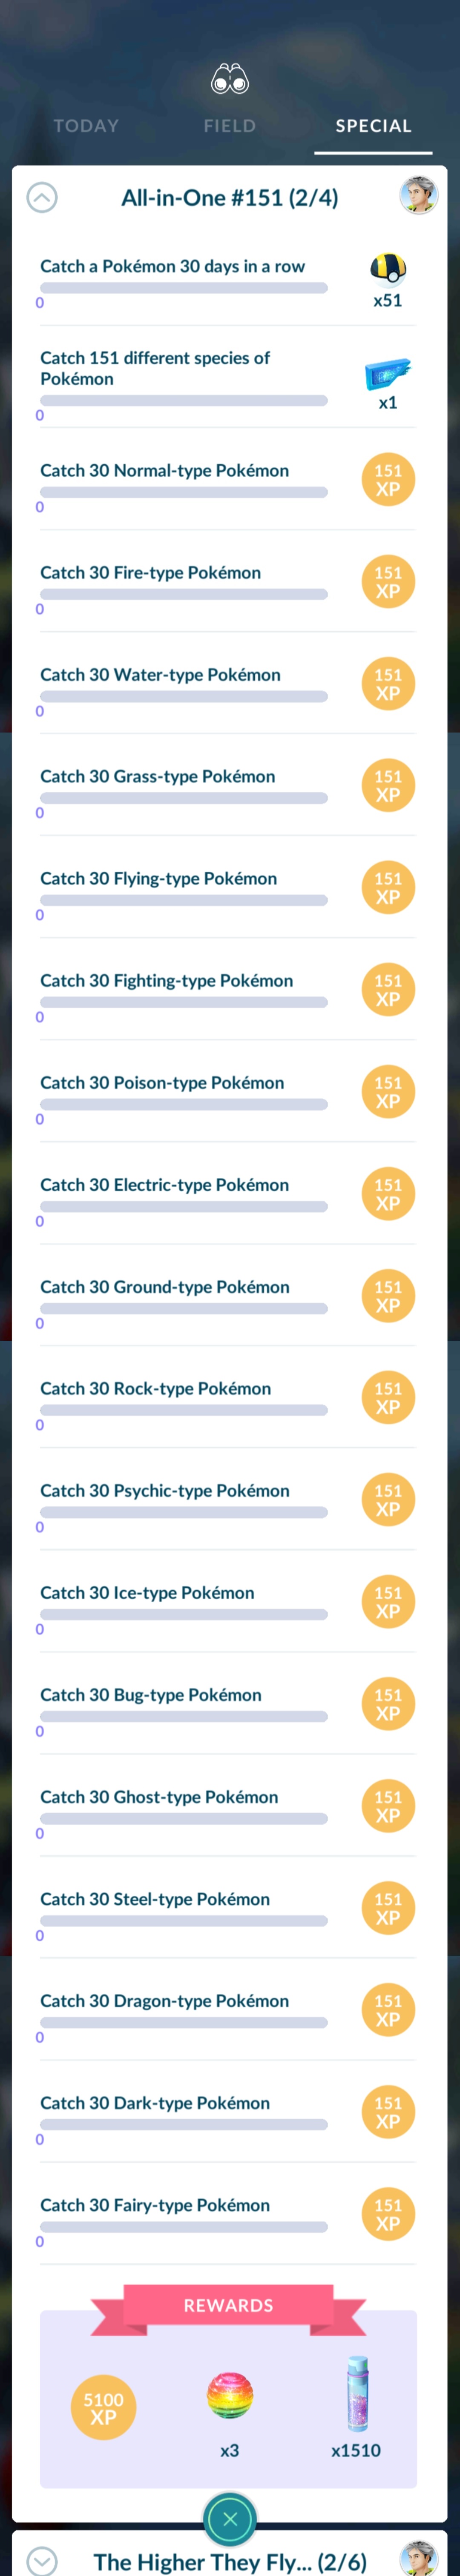 TODAY FIELD SPECIAL
All-in-One #151 (2/4)
Catch a Pokémon 30 days in a row
0
x51
Catch 151 different species of
Pokémon
0
x1
Catch 30 Normal-type Pokémon
0
151
XP
Catch 30 Fire-type Pokémon
0
151
XP
Catch 30 Water-type Pokémon
0
151
XP
Catch 30 Grass-type Pokémon
0
151
XP
Catch 30 Flying-type Pokémon
0
151
XP
Catch 30 Fighting-type Pokémon
0
151
XP
Catch 30 Poison-type Pokémon
0
151
XP
Catch 30 Electric-type Pokémon
0
151
XP
Catch 30 Ground-type Pokémon
0
151
XP
Catch 30 Rock-type Pokémon
0
151
XP
Catch 30 Psychic-type Pokémon
0
151
XP
Catch 30 Ice-type Pokémon
0
151
XP
Catch 30 Bug-type Pokémon
0
151
XP
Catch 30 Ghost-type Pokémon
0
151
XP
Catch 30 Steel-type Pokémon
0
151
XP
Catch 30 Dragon-type Pokémon
0
151
XP
Catch 30 Dark-type Pokémon
0
151
XP
Catch 30 Fairy-type Pokémon
0
151
XP
REWARDS
5100
XP
x3
x1510
The Higher They Fly... (2/6)